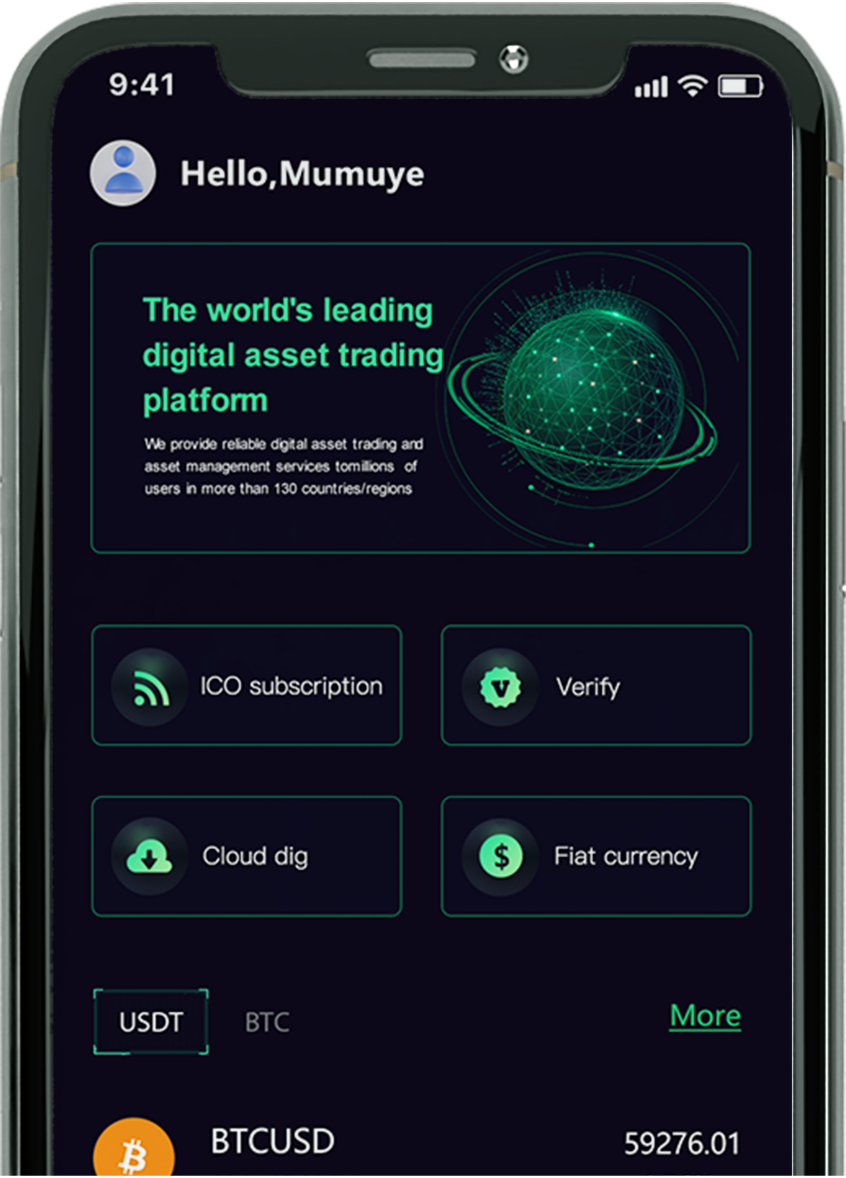 9:41
Hello,Mumuye
The world's leading
digital asset trading
platform
We provide reliable digital asset trading and
asset management services tomillions of
users in more than 130 countries/regions
ICO subscription
Verify
Cloud dig
Fiat currency
USDT
BTC
More
BTCUSD
59276.01